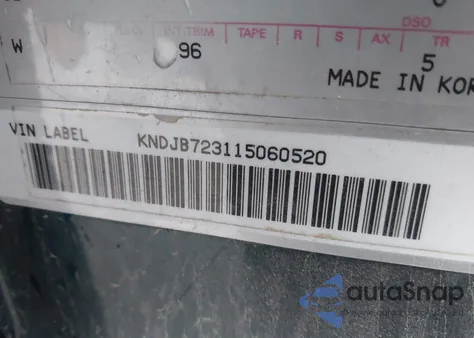 DSO
INT TRIM TAPE R S AX TR
W 96 5
MADE IN KOR
VIN LABEL KNDJB723115060520
autoSnap